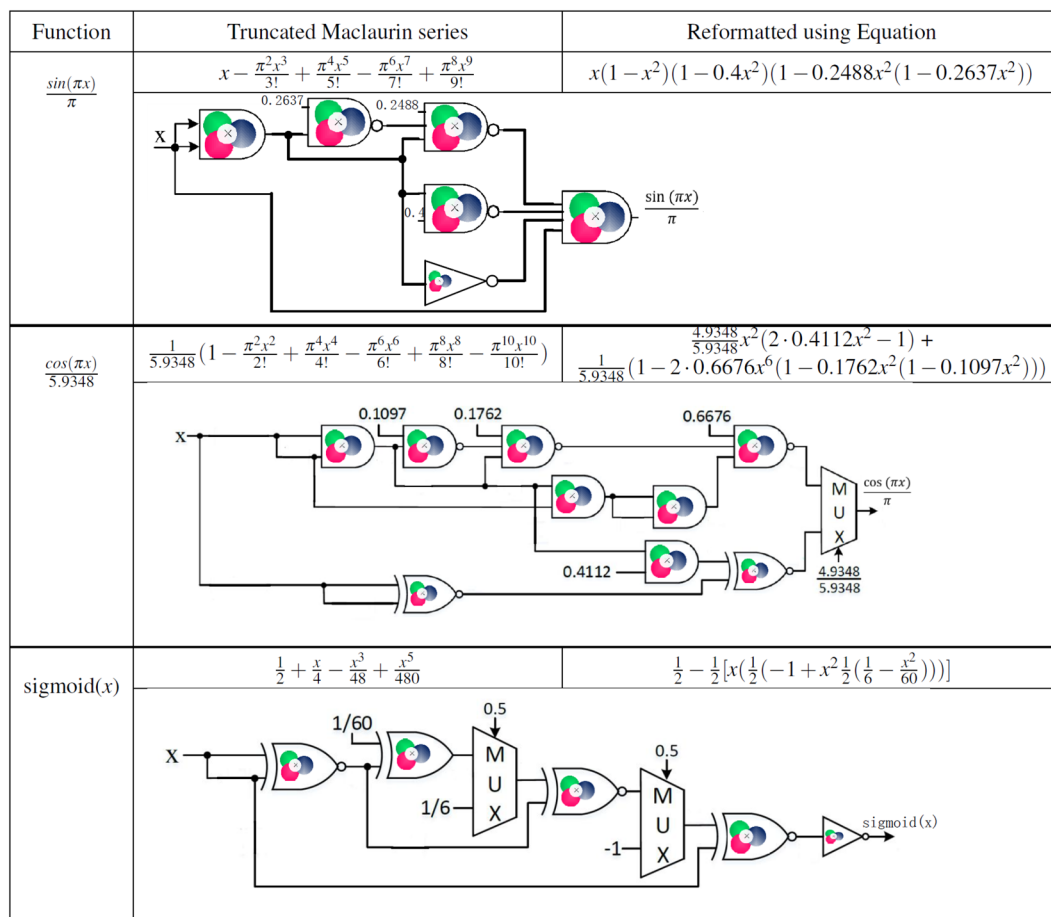 Function Truncated Maclaurin series Reformatted using Equation
sin(πx)/π x − π²x³/3! + π⁴x⁵/5! − π⁶x⁷/7! + π⁸x⁹/9! x(1−x²)(1−0.4x²)(1−0.2488x²(1−0.2637x²))
0.2637 0.2488
X × × ×
0.4 × × sin (πx)/π
×
cos(πx)/5.9348 1/5.9348(1 − π²x²/2! + π⁴x⁴/4! − π⁶x⁶/6! + π⁸x⁸/8! − π¹⁰x¹⁰/10!) 4.9348/5.9348x²(2·0.4112x² − 1) +
1/5.9348(1−2·0.6676x⁶(1−0.1762x²(1−0.1097x²)))
0.1097 0.1762 0.6676
X × × × ×
× × MUX cos (πx)/π
0.4112 × × 4.9348/5.9348
×
sigmoid(x) 1/2 + x/4 − x³/48 + x⁵/480 1/2 − 1/2[x(1/2(−1 + x²1/2(1/6 − x²/60)))]
1/60 0.5
X × × MUX 0.5
1/6 × MUX sigmoid(x)
-1 × ×